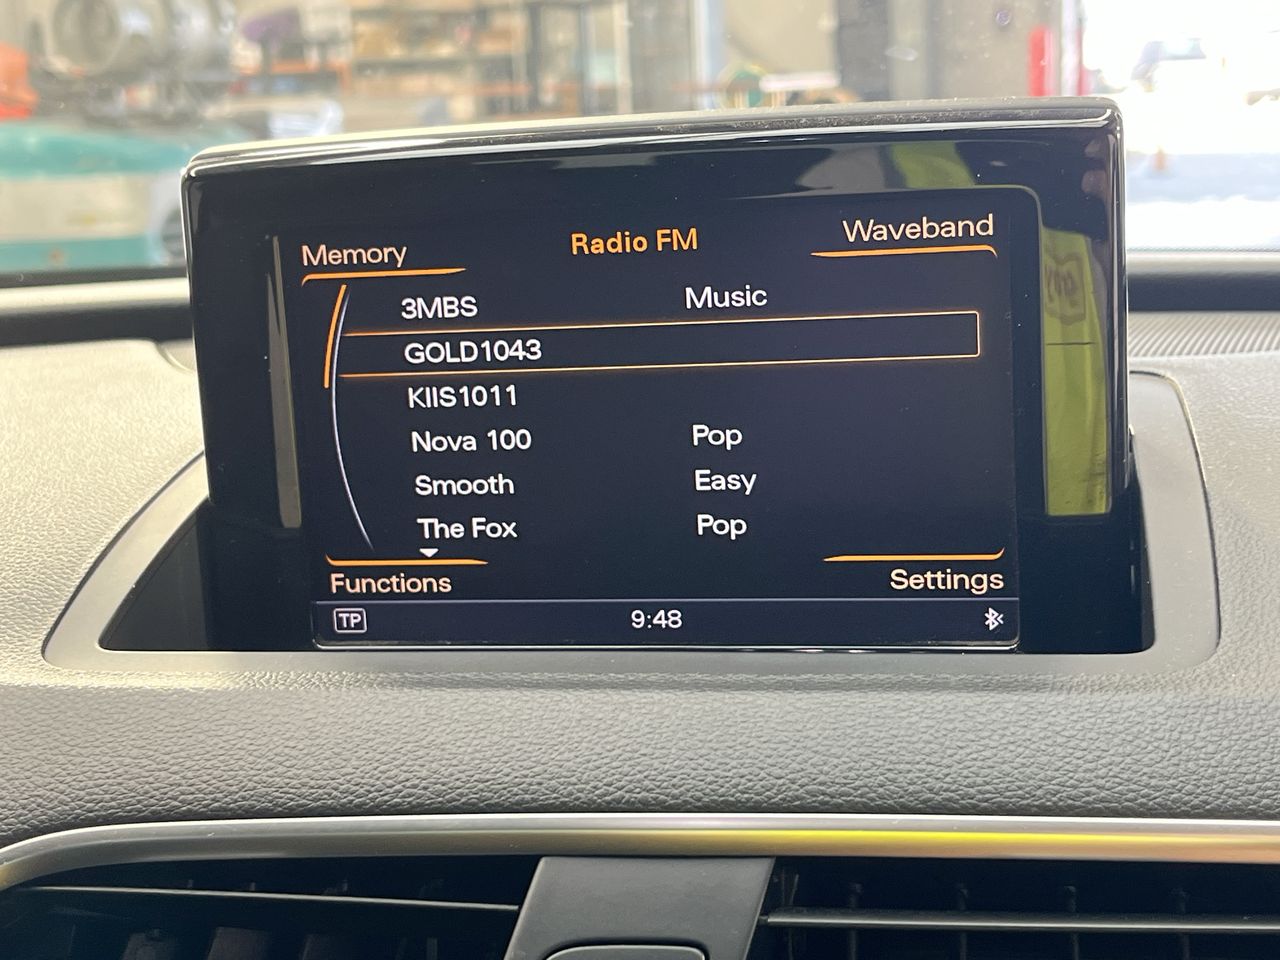 Memory
Radio FM
Waveband
3MBS Music
GOLD1043
KIIS1011
Nova 100 Pop
Smooth Easy
The Fox Pop
Functions
Settings
TP
9:48